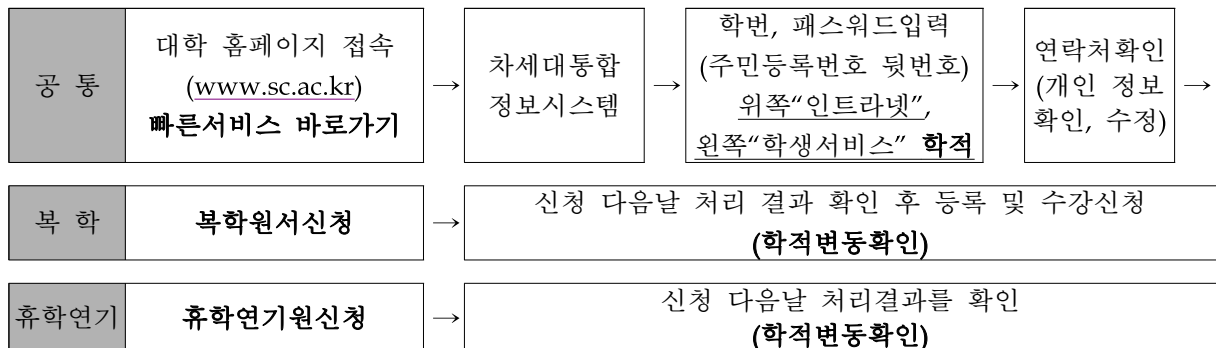 공 통
대학 홈페이지 접속
(www.sc.ac.kr)
빠른서비스 바로가기
→
차세대통합
정보시스템
→
학번, 패스워드입력
(주민등록번호 뒷번호)
위쪽“인트라넷”,
왼쪽“학생서비스” 학적
→
연락처확인
(개인 정보
확인, 수정)
→
복 학
복학원서신청
→
신청 다음날 처리 결과 확인 후 등록 및 수강신청
(학적변동확인)
휴학연기
휴학연기원신청
→
신청 다음날 처리결과를 확인
(학적변동확인)